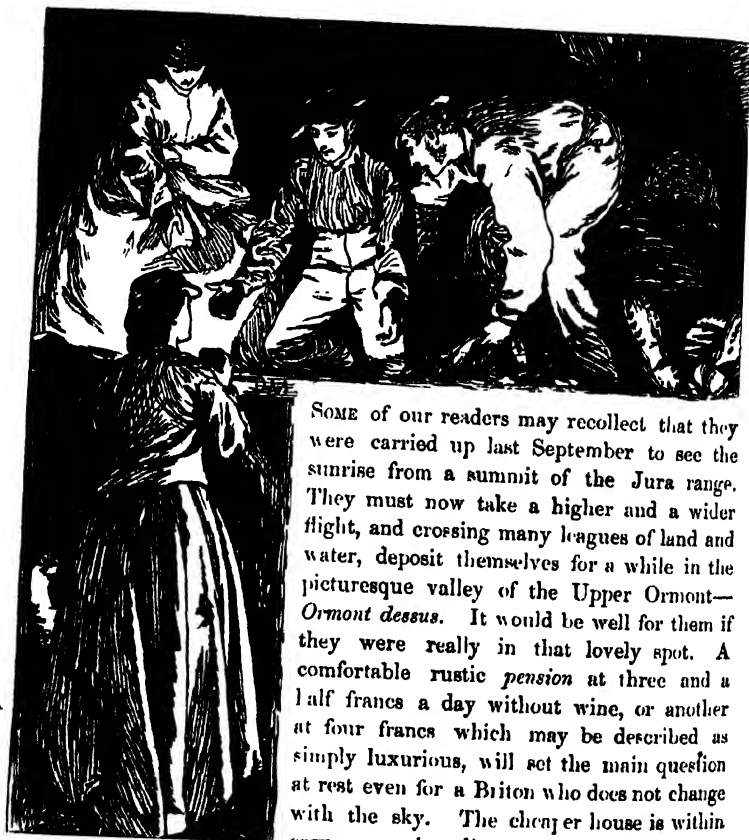 SOME of our readers may recollect that they
were carried up last September to see the
sunrise from a summit of the Jura range.
They must now take a higher and a wider
flight, and crossing many leagues of land and
water, deposit themselves for a while in the
picturesque valley of the Upper Ormont—
Ormont dessus. It would be well for them if
they were really in that lovely spot. A
comfortable rustic pension at three and a
half francs a day without wine, or another
at four francs which may be described as
simply luxurious, will set the main question
at rest even for a Briton who does not change
with the sky. The cheaper house is within